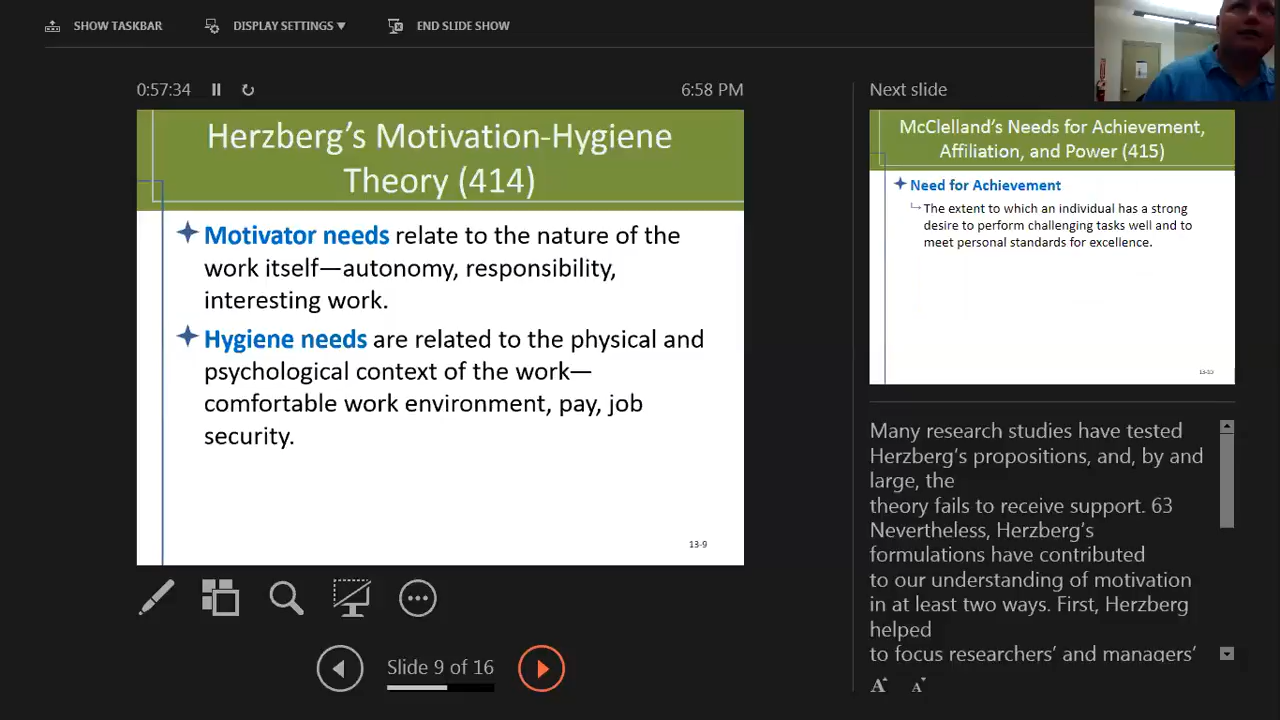 SHOW TASKBAR
DISPLAY SETTINGS ▼
END SLIDE SHOW
0:57:34
6:58 PM
Herzberg’s Motivation-Hygiene
Theory (414)
Motivator needs relate to the nature of the
work itself—autonomy, responsibility,
interesting work.
Hygiene needs are related to the physical and
psychological context of the work—
comfortable work environment, pay, job
security.
13-9
Slide 9 of 16
Next slide
McClelland’s Needs for Achievement,
Affiliation, and Power (415)
Need for Achievement
The extent to which an individual has a strong
desire to perform challenging tasks well and to
meet personal standards for excellence.
Many research studies have tested
Herzberg’s propositions, and, by and
large, the
theory fails to receive support. 63
Nevertheless, Herzberg’s
formulations have contributed
to our understanding of motivation
in at least two ways. First, Herzberg
helped
to focus researchers’ and managers’
A A